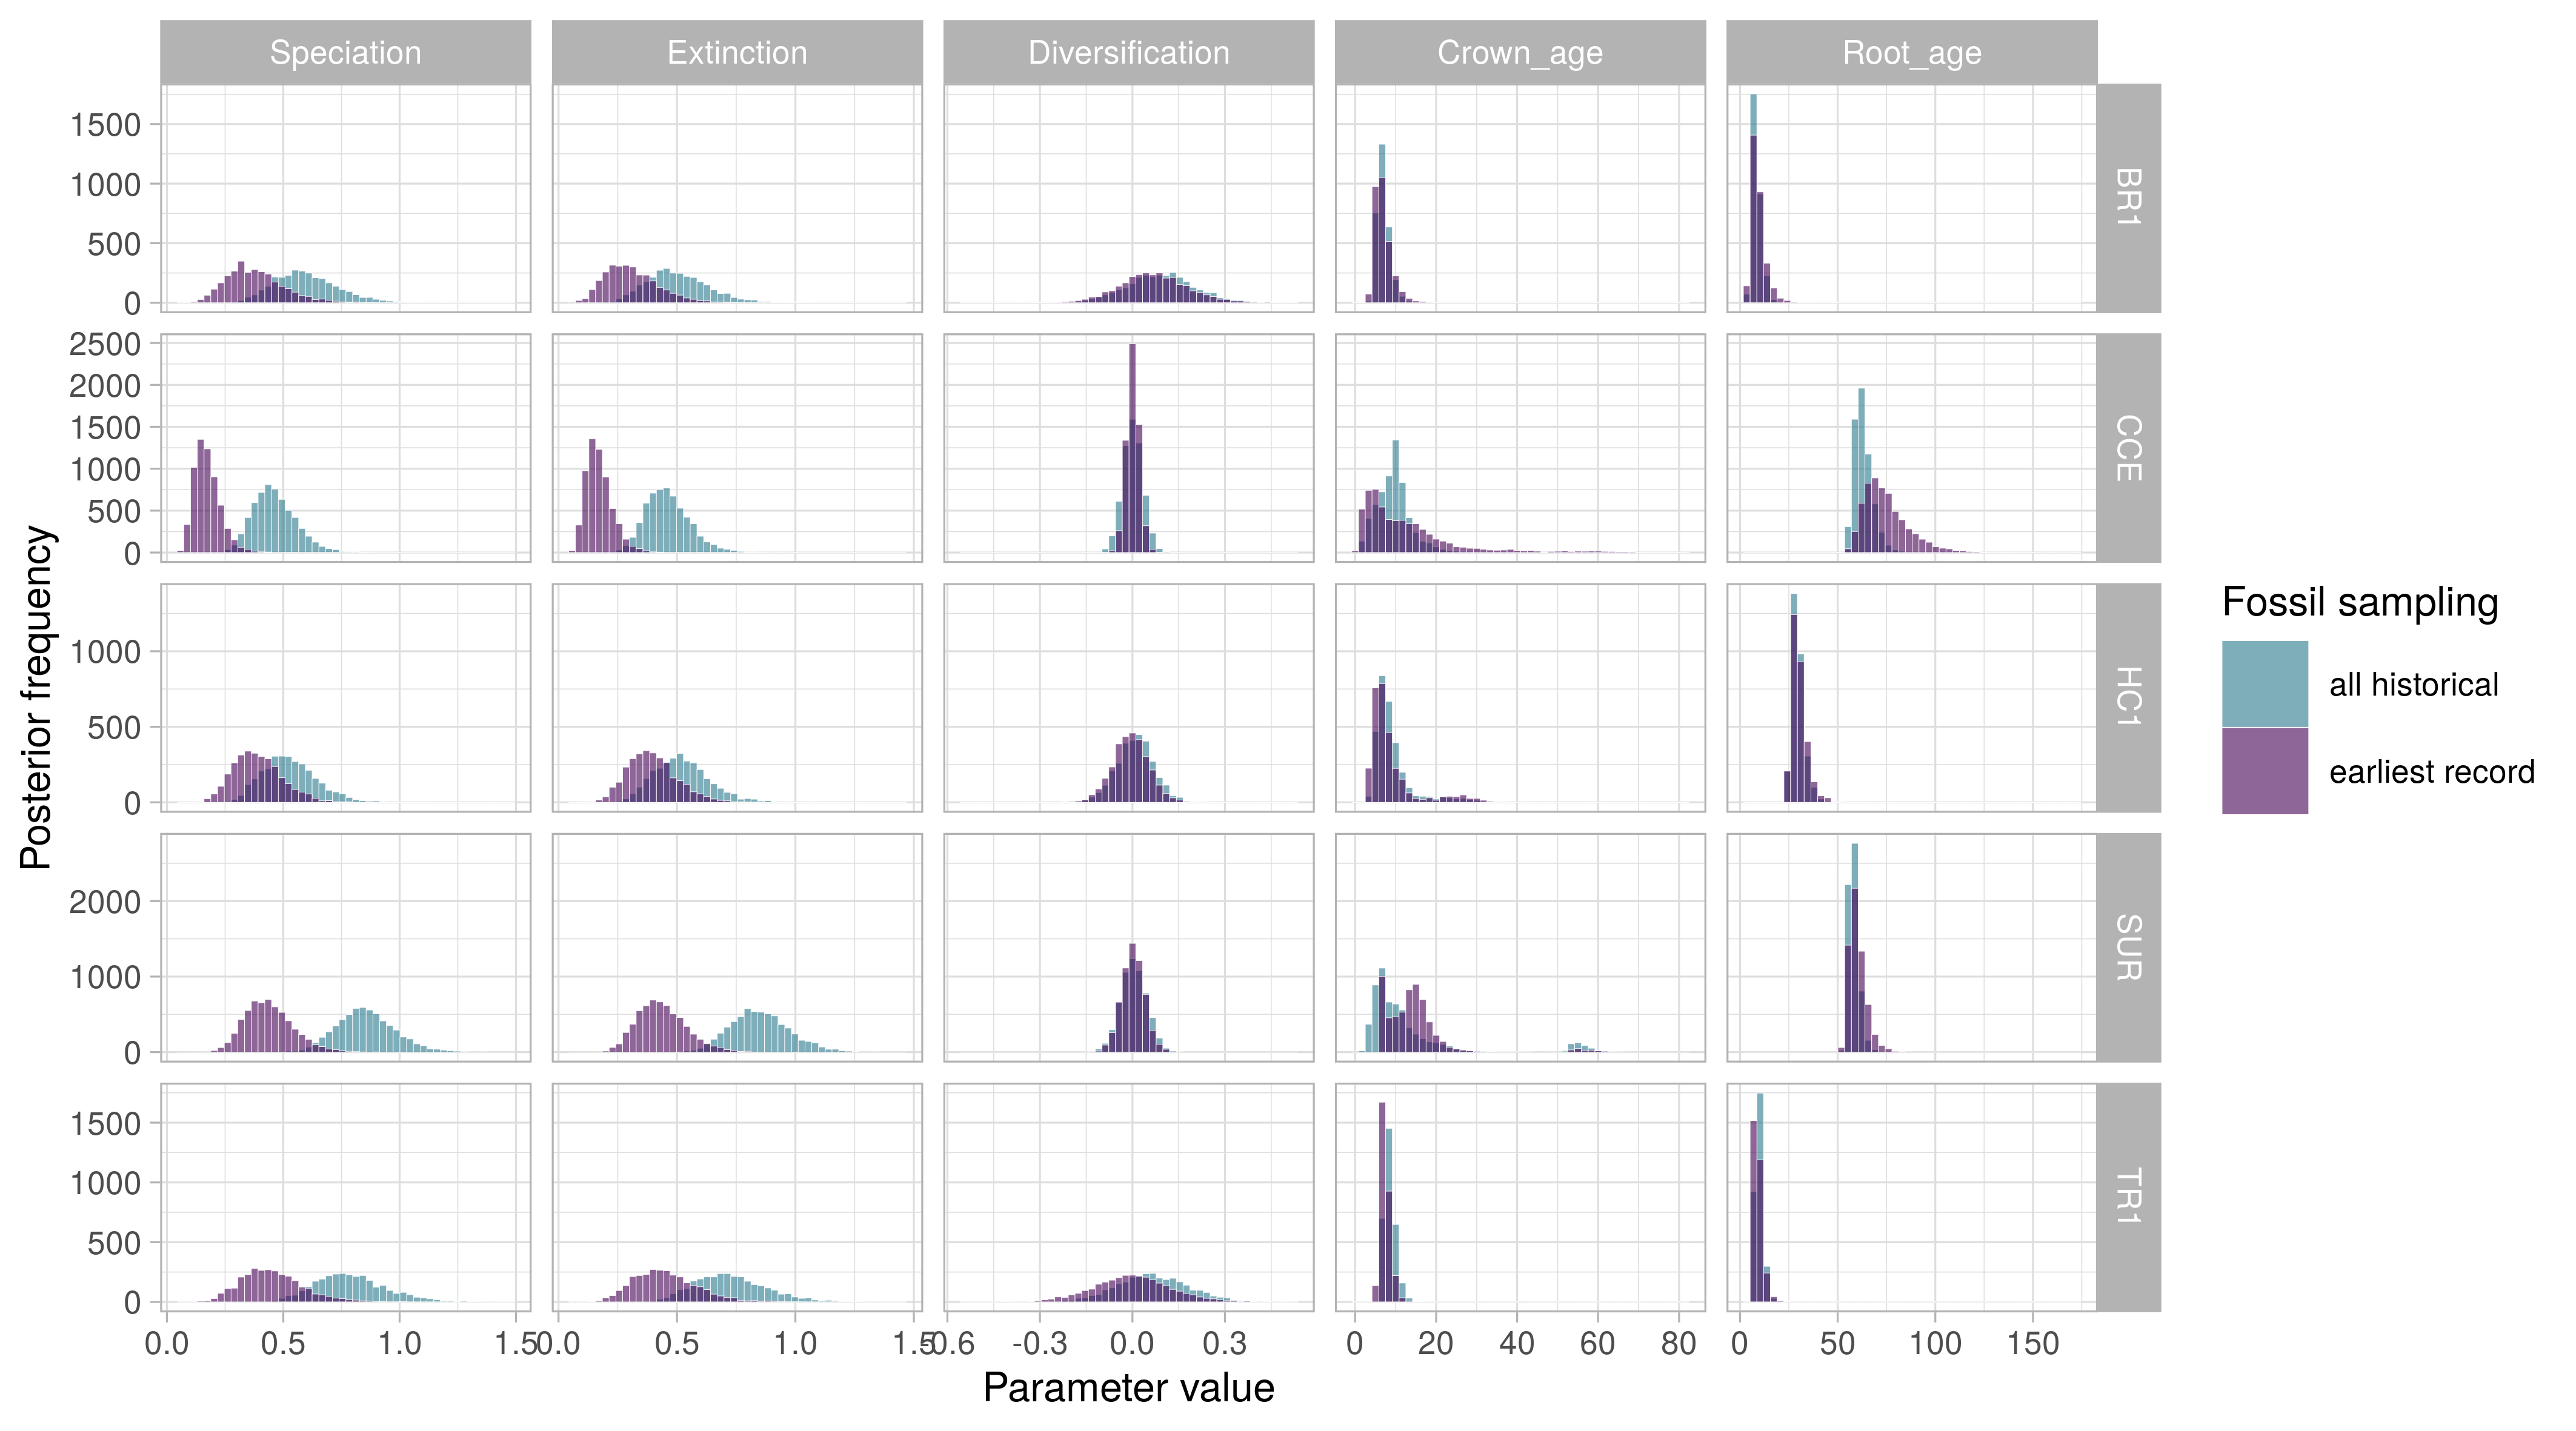 Speciation Extinction Diversification Crown_age Root_age
1500
1000
500
0
BR1
2500
2000
1500
1000
500
0
CCE
1000
500
0
HC1
2000
1000
0
SUR
1500
1000
500
0
TR1
0.0 0.5 1.0 1.5 0.0 0.5 1.0 1.5 -0.6 -0.3 0.0 0.3 0 20 40 60 80 0 50 100 150
Parameter value
Posterior frequency
Fossil sampling
all historical
earliest record